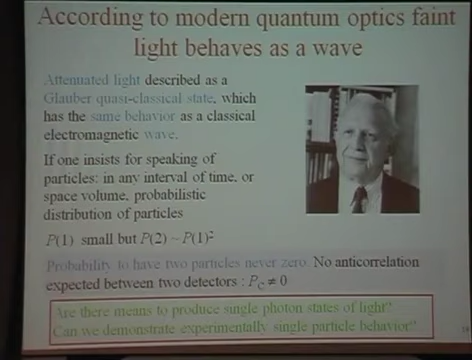 According to modern quantum optics faint
light behaves as a wave
Attenuated light described as a
Glauber quasi-classical state, which
has the same behavior as a classical
electromagnetic wave.
If one insists for speaking of
particles: in any interval of time, or
space volume, probabilistic
distribution of particles
P(1) small but P(2) ~ P(1)²
Probability to have two particles never zero. No anticorrelation
expected between two detectors : P_C ≠ 0
Are there means to produce single photon states of light?
Can we demonstrate experimentally single particle behavior?